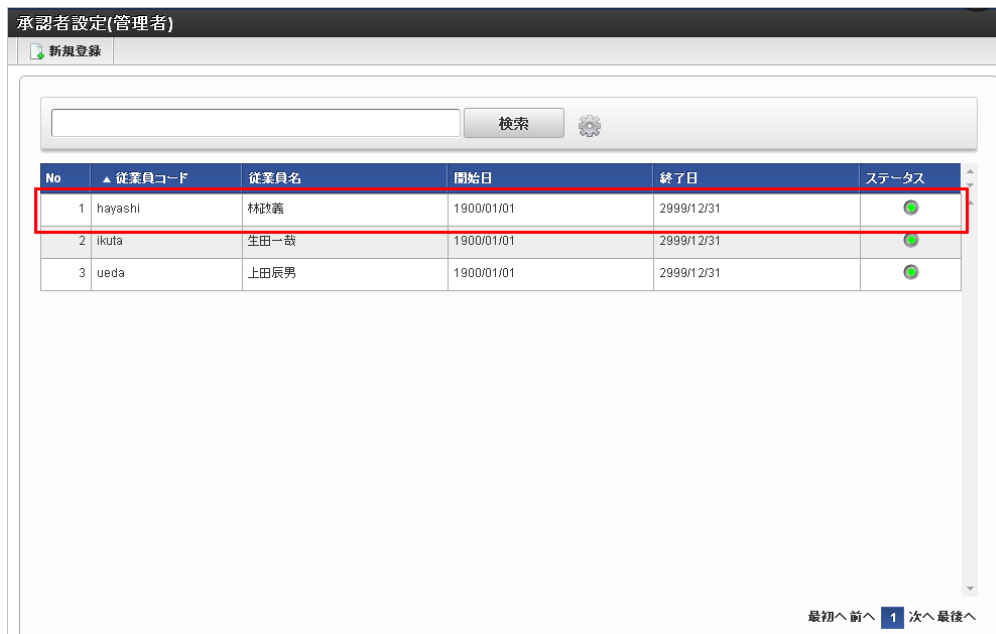 承認者設定(管理者)
新規登録
検索
No ▲ 従業員コード 従業員名 開始日 終了日 ステータス
1 hayashi 林政義 1900/01/01 2999/12/31
2 ikuta 生田一哉 1900/01/01 2999/12/31
3 ueda 上田辰男 1900/01/01 2999/12/31
最初へ 前へ 1 次へ 最後へ